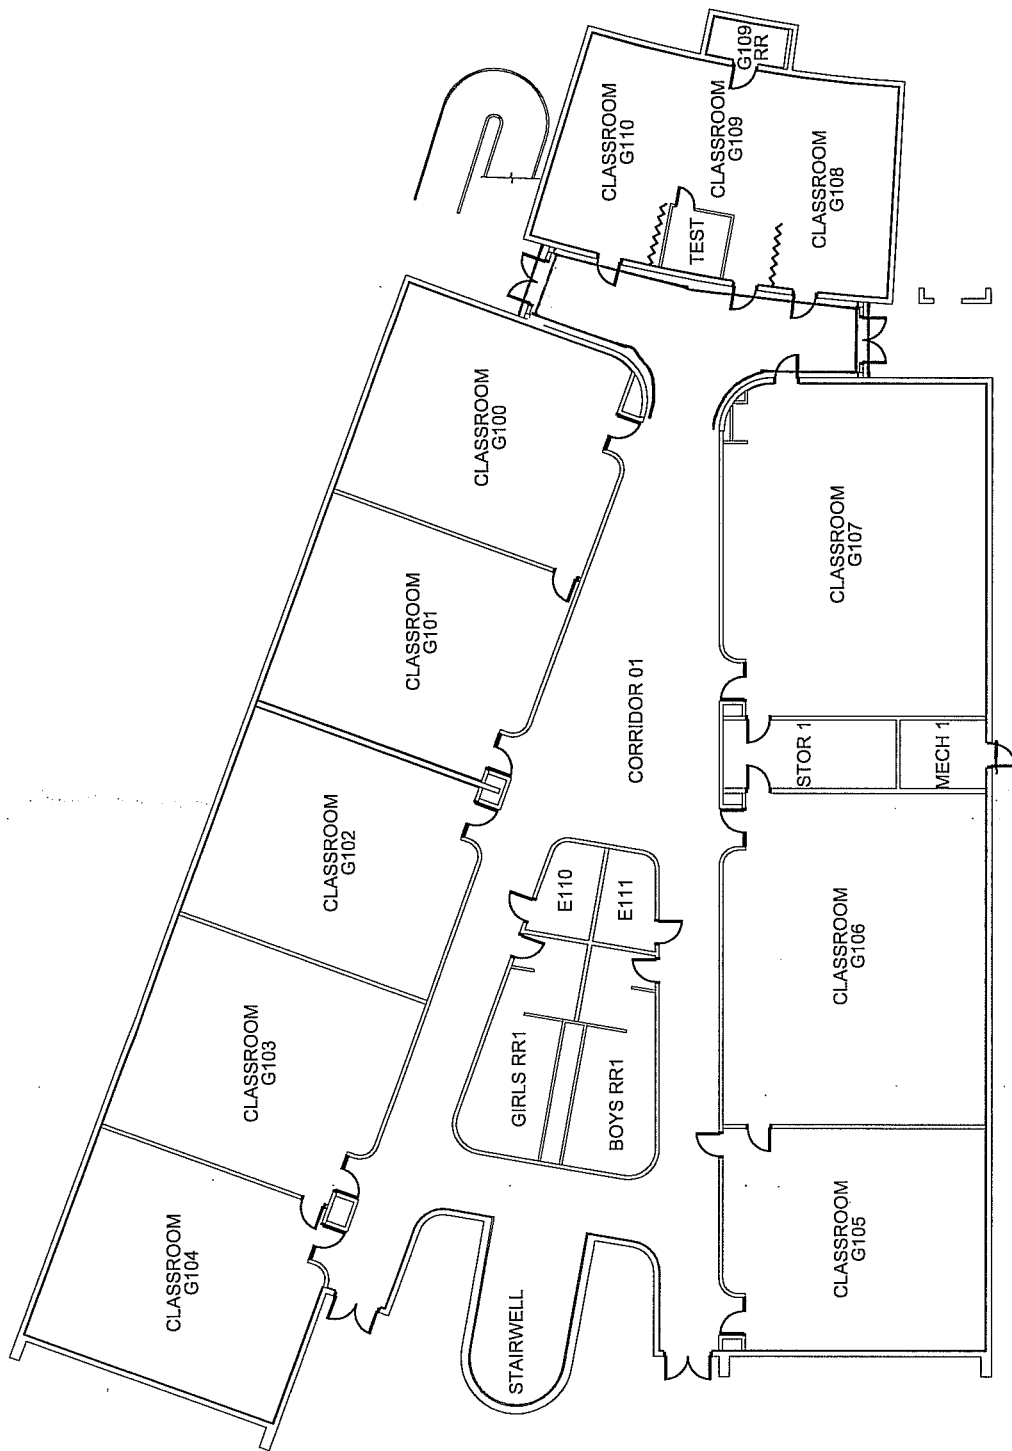 G109
RR
CLASSROOM
G110
CLASSROOM
G109
CLASSROOM
G108
TEST
CLASSROOM
G100
CLASSROOM
G101
CLASSROOM
G107
CORRIDOR 01
STOR 1
MECH 1
CLASSROOM
G102
E110
E111
CLASSROOM
G106
CLASSROOM
G103
GIRLS RR1
BOYS RR1
CLASSROOM
G104
CLASSROOM
G105
STAIRWELL